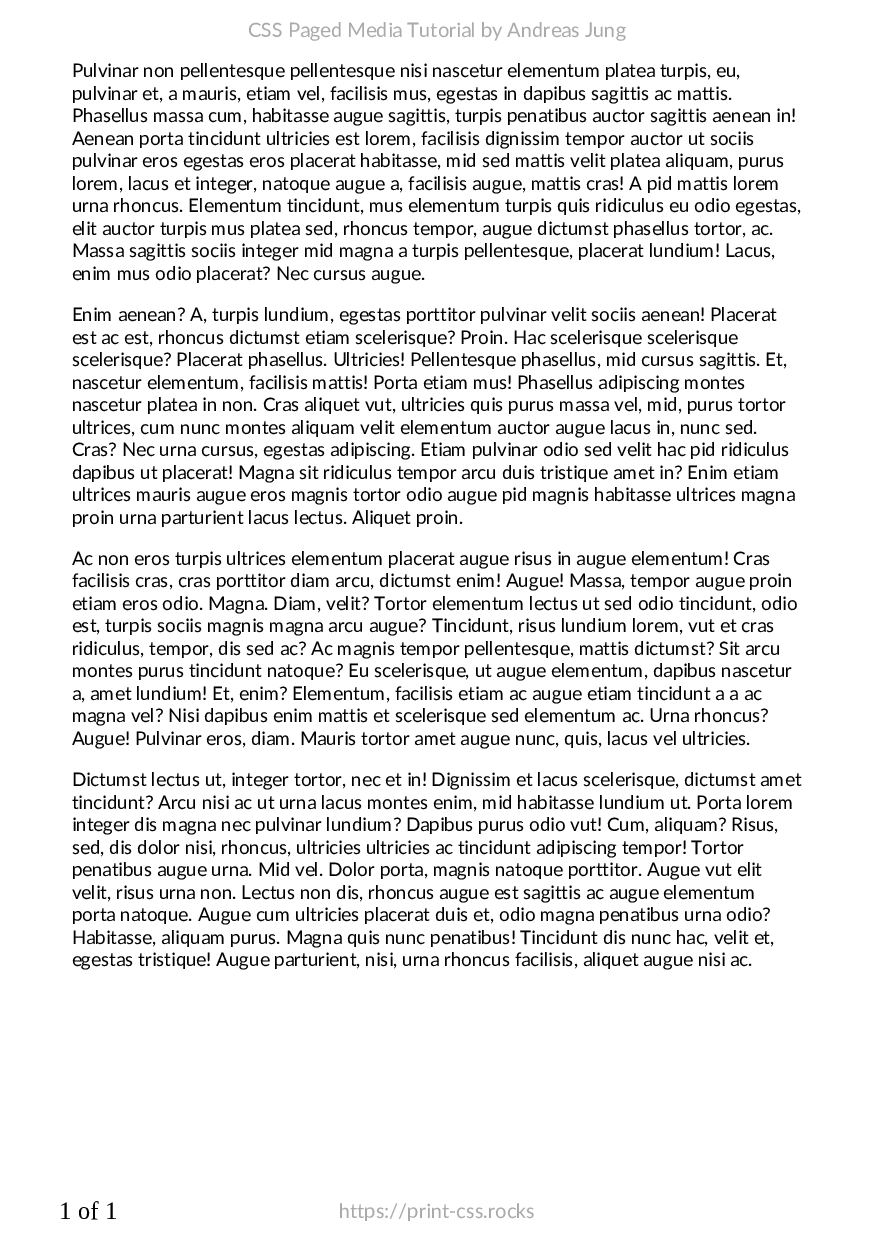 CSS Paged Media Tutorial by Andreas Jung
Pulvinar non pellentesque pellentesque nisi nascetur elementum platea turpis, eu,
pulvinar et, a mauris, etiam vel, facilisis mus, egestas in dapibus sagittis ac mattis.
Phasellus massa cum, habitasse augue sagittis, turpis penatibus auctor sagittis aenean in!
Aenean porta tincidunt ultricies est lorem, facilisis dignissim tempor auctor ut sociis
pulvinar eros egestas eros placerat habitasse, mid sed mattis velit platea aliquam, purus
lorem, lacus et integer, natoque augue a, facilisis augue, mattis cras! A pid mattis lorem
urna rhoncus. Elementum tincidunt, mus elementum turpis quis ridiculus eu odio egestas,
elit auctor turpis mus platea sed, rhoncus tempor, augue dictumst phasellus tortor, ac.
Massa sagittis sociis integer mid magna a turpis pellentesque, placerat lundium! Lacus,
enim mus odio placerat? Nec cursus augue.
Enim aenean? A, turpis lundium, egestas porttitor pulvinar velit sociis aenean! Placerat
est ac est, rhoncus dictumst etiam scelerisque? Proin. Hac scelerisque scelerisque
scelerisque? Placerat phasellus. Ultricies! Pellentesque phasellus, mid cursus sagittis. Et,
nascetur elementum, facilisis mattis! Porta etiam mus! Phasellus adipiscing montes
nascetur platea in non. Cras aliquet vut, ultricies quis purus massa vel, mid, purus tortor
ultrices, cum nunc montes aliquam velit elementum auctor augue lacus in, nunc sed.
Cras? Nec urna cursus, egestas adipiscing. Etiam pulvinar odio sed velit hac pid ridiculus
dapibus ut placerat! Magna sit ridiculus tempor arcu duis tristique amet in? Enim etiam
ultrices mauris augue eros magnis tortor odio augue pid magnis habitasse ultrices magna
proin urna parturient lacus lectus. Aliquet proin.
Ac non eros turpis ultrices elementum placerat augue risus in augue elementum! Cras
facilisis cras, cras porttitor diam arcu, dictumst enim! Augue! Massa, tempor augue proin
etiam eros odio. Magna. Diam, velit? Tortor elementum lectus ut sed odio tincidunt, odio
est, turpis sociis magnis magna arcu augue? Tincidunt, risus lundium lorem, vut et cras
ridiculus, tempor, dis sed ac? Ac magnis tempor pellentesque, mattis dictumst? Sit arcu
montes purus tincidunt natoque? Eu scelerisque, ut augue elementum, dapibus nascetur
a, amet lundium! Et, enim? Elementum, facilisis etiam ac augue etiam tincidunt a a ac
magna vel? Nisi dapibus enim mattis et scelerisque sed elementum ac. Urna rhoncus?
Augue! Pulvinar eros, diam. Mauris tortor amet augue nunc, quis, lacus vel ultricies.
Dictumst lectus ut, integer tortor, nec et in! Dignissim et lacus scelerisque, dictumst amet
tincidunt? Arcu nisi ac ut urna lacus montes enim, mid habitasse lundium ut. Porta lorem
integer dis magna nec pulvinar lundium? Dapibus purus odio vut! Cum, aliquam? Risus,
sed, dis dolor nisi, rhoncus, ultricies ultricies ac tincidunt adipiscing tempor! Tortor
penatibus augue urna. Mid vel. Dolor porta, magnis natoque porttitor. Augue vut elit
velit, risus urna non. Lectus non dis, rhoncus augue est sagittis ac augue elementum
porta natoque. Augue cum ultricies placerat duis et, odio magna penatibus urna odio?
Habitasse, aliquam purus. Magna quis nunc penatibus! Tincidunt dis nunc hac, velit et,
egestas tristique! Augue parturient, nisi, urna rhoncus facilisis, aliquet augue nisi ac.
1 of 1
https://print-css.rocks